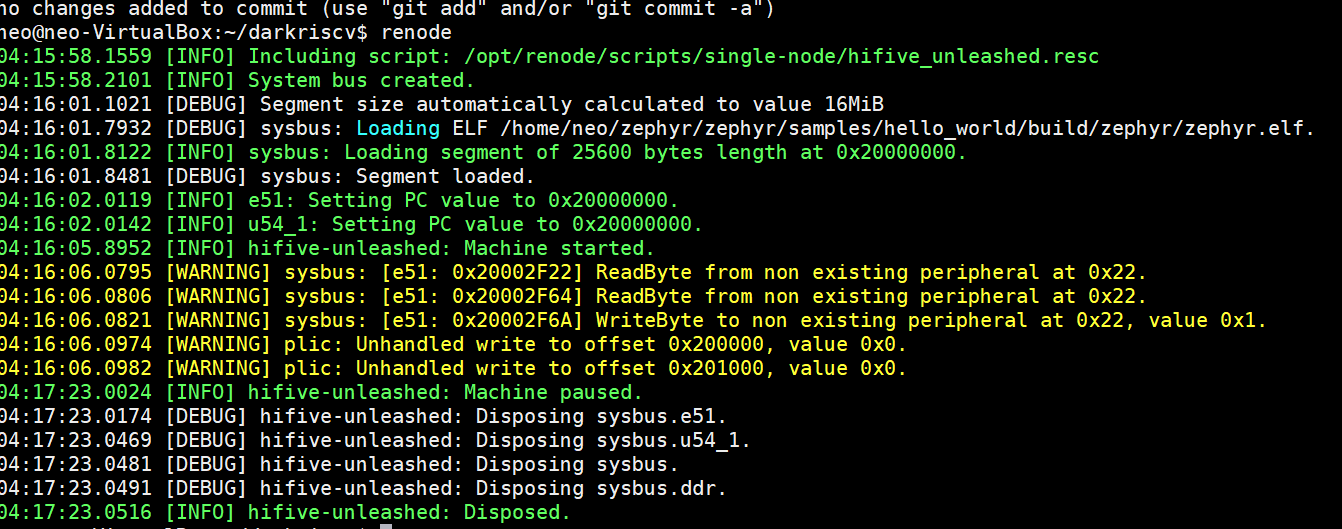 no changes added to commit (use "git add" and/or "git commit -a")
neo@neo-VirtualBox:~/darkriscv$ renode
04:15:58.1559 [INFO] Including script: /opt/renode/scripts/single-node/hifive_unleashed.resc
04:15:58.2101 [INFO] System bus created.
04:16:01.1021 [DEBUG] Segment size automatically calculated to value 16MiB
04:16:01.7932 [DEBUG] sysbus: Loading ELF /home/neo/zephyr/zephyr/samples/hello_world/build/zephyr/zephyr.elf.
04:16:01.8122 [INFO] sysbus: Loading segment of 25600 bytes length at 0x20000000.
04:16:01.8481 [DEBUG] sysbus: Segment loaded.
04:16:02.0119 [INFO] e51: Setting PC value to 0x20000000.
04:16:02.0142 [INFO] u54_1: Setting PC value to 0x20000000.
04:16:05.8952 [INFO] hifive-unleashed: Machine started.
04:16:06.0795 [WARNING] sysbus: [e51: 0x20002F22] ReadByte from non existing peripheral at 0x22.
04:16:06.0806 [WARNING] sysbus: [e51: 0x20002F64] ReadByte from non existing peripheral at 0x22.
04:16:06.0821 [WARNING] sysbus: [e51: 0x20002F6A] WriteByte to non existing peripheral at 0x22, value 0x1.
04:16:06.0974 [WARNING] plic: Unhandled write to offset 0x200000, value 0x0.
04:16:06.0982 [WARNING] plic: Unhandled write to offset 0x201000, value 0x0.
04:17:23.0024 [INFO] hifive-unleashed: Machine paused.
04:17:23.0174 [DEBUG] hifive-unleashed: Disposing sysbus.e51.
04:17:23.0469 [DEBUG] hifive-unleashed: Disposing sysbus.u54_1.
04:17:23.0481 [DEBUG] hifive-unleashed: Disposing sysbus.
04:17:23.0491 [DEBUG] hifive-unleashed: Disposing sysbus.ddr.
04:17:23.0516 [INFO] hifive-unleashed: Disposed.